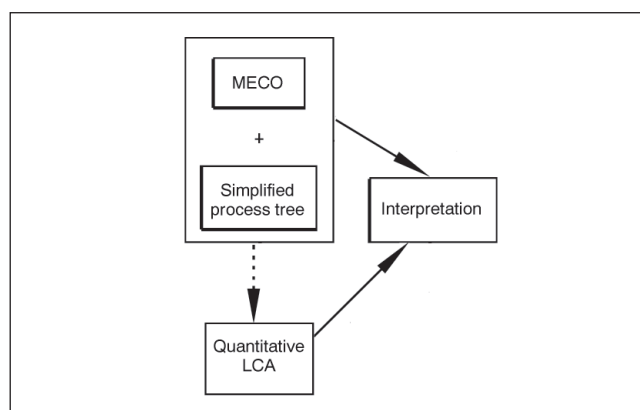 MECO
+
Simplified
process tree
Interpretation
Quantitative
LCA